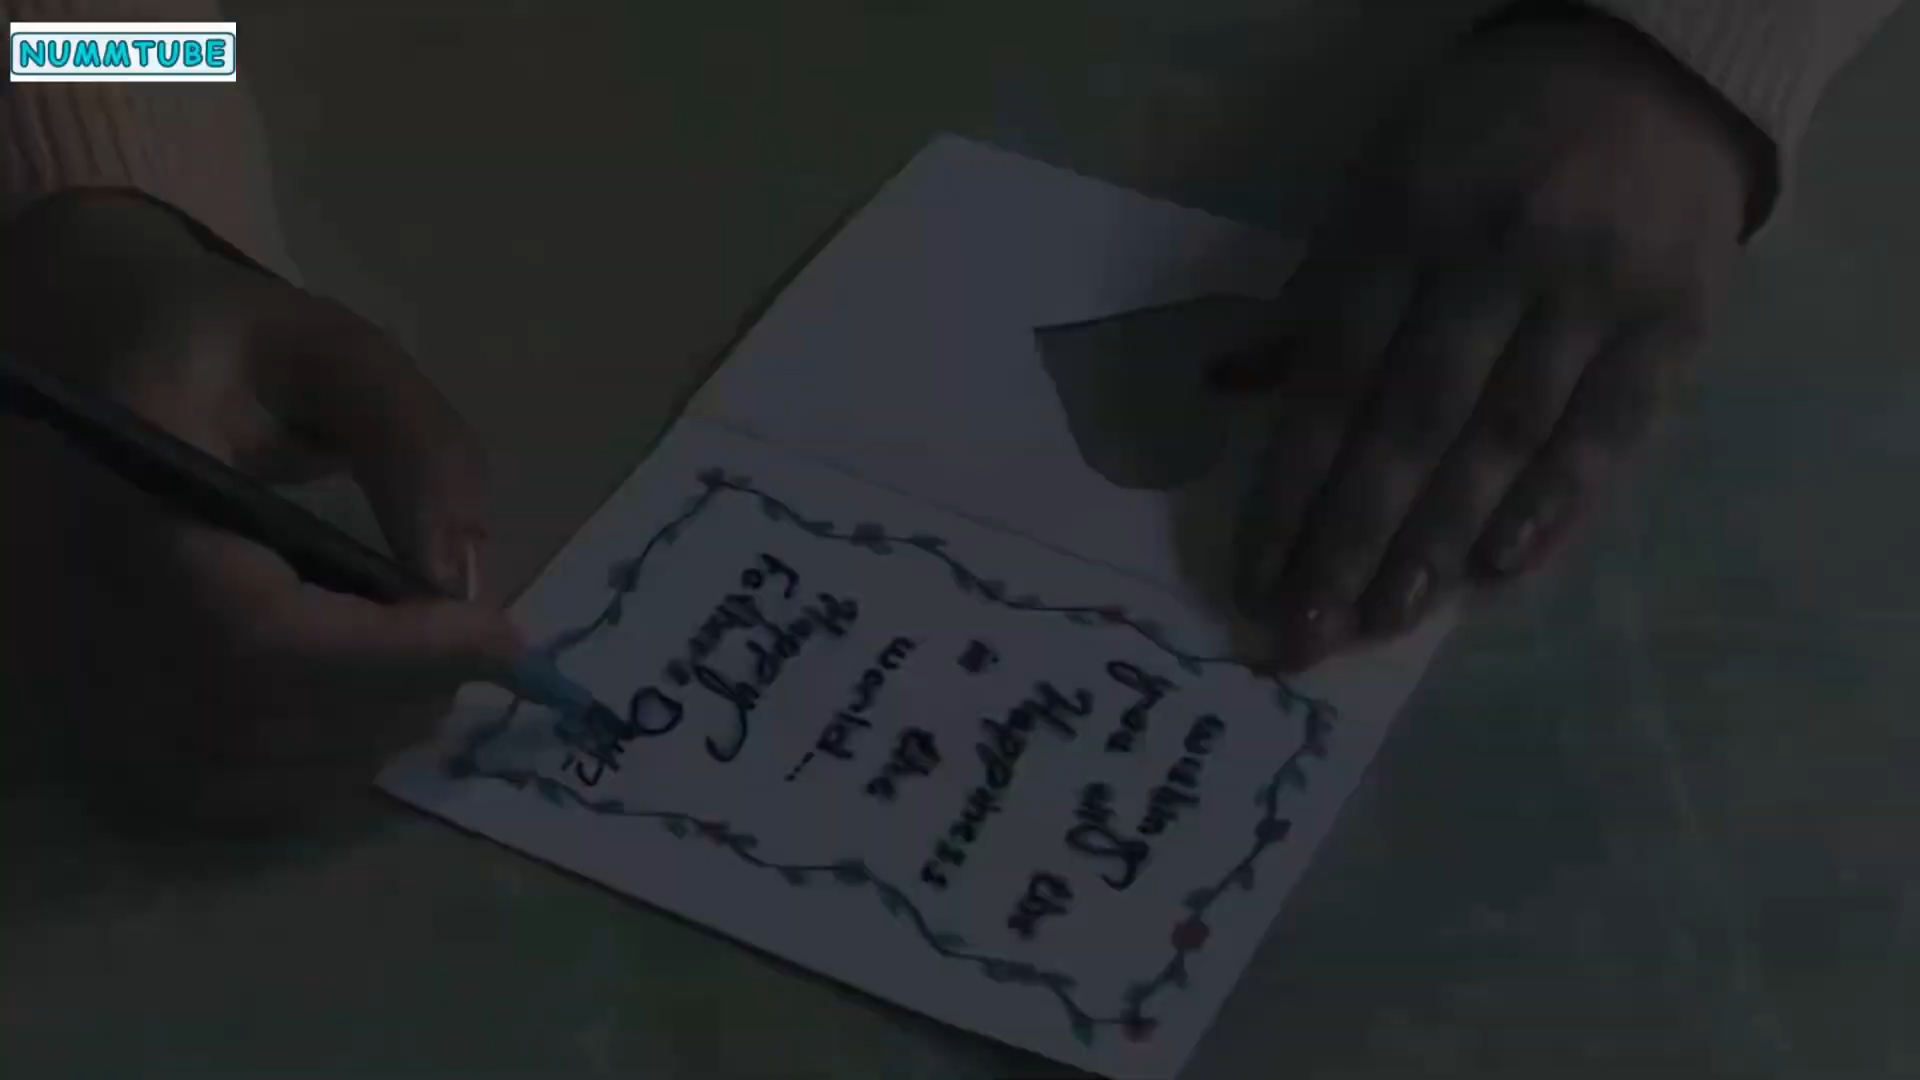 NUMMTUBE
wishing
you all the
Happiness
in the
world...
Happy
Father's Day!